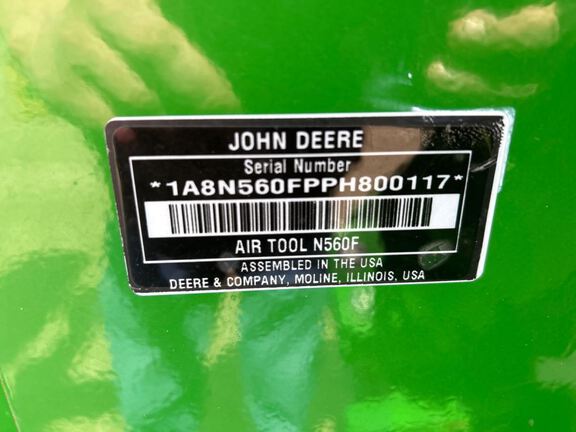 JOHN DEERE
Serial Number
*1A8N560FPPH800117*
AIR TOOL N560F
ASSEMBLED IN THE USA
DEERE & COMPANY, MOLINE, ILLINOIS, USA